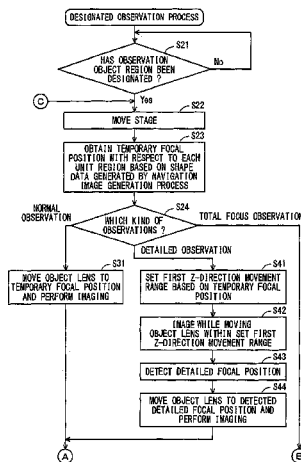 DESIGNATED OBSERVATION PROCESS
S21
HAS OBSERVATION
OBJECT REGION BEEN
DESIGNATED ?
No
C
Yes
S22
MOVE STAGE
S23
OBTAIN TEMPORARY FOCAL
POSITION WITH RESPECT TO EACH
UNIT REGION BASED ON SHAPE
DATA GENERATED BY NAVIGATION
IMAGE GENERATION PROCESS
S24
NORMAL
OBSERVATION
WHICH KIND OF
OBSERVATIONS ?
TOTAL FOCUS OBSERVATION
DETAILED OBSERVATION
S31
MOVE OBJECT LENS TO
TEMPORARY FOCAL POSITION
AND PERFORM IMAGING
S41
SET FIRST Z-DIRECTION MOVEMENT
RANGE BASED ON TEMPORARY FOCAL
POSITION
S42
IMAGE WHILE MOVING
OBJECT LENS WITHIN SET FIRST
Z-DIRECTION MOVEMENT RANGE
S43
DETECT DETAILED FOCAL POSITION
S44
MOVE OBJECT LENS TO DETECTED
DETAILED FOCAL POSITION AND
PERFORM IMAGING
A
B